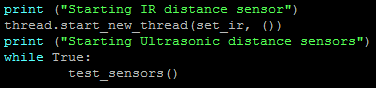 print ("Starting IR distance sensor")
thread.start_new_thread(set_ir, ())
print ("Starting Ultrasonic distance sensors")
while True:
        test_sensors()